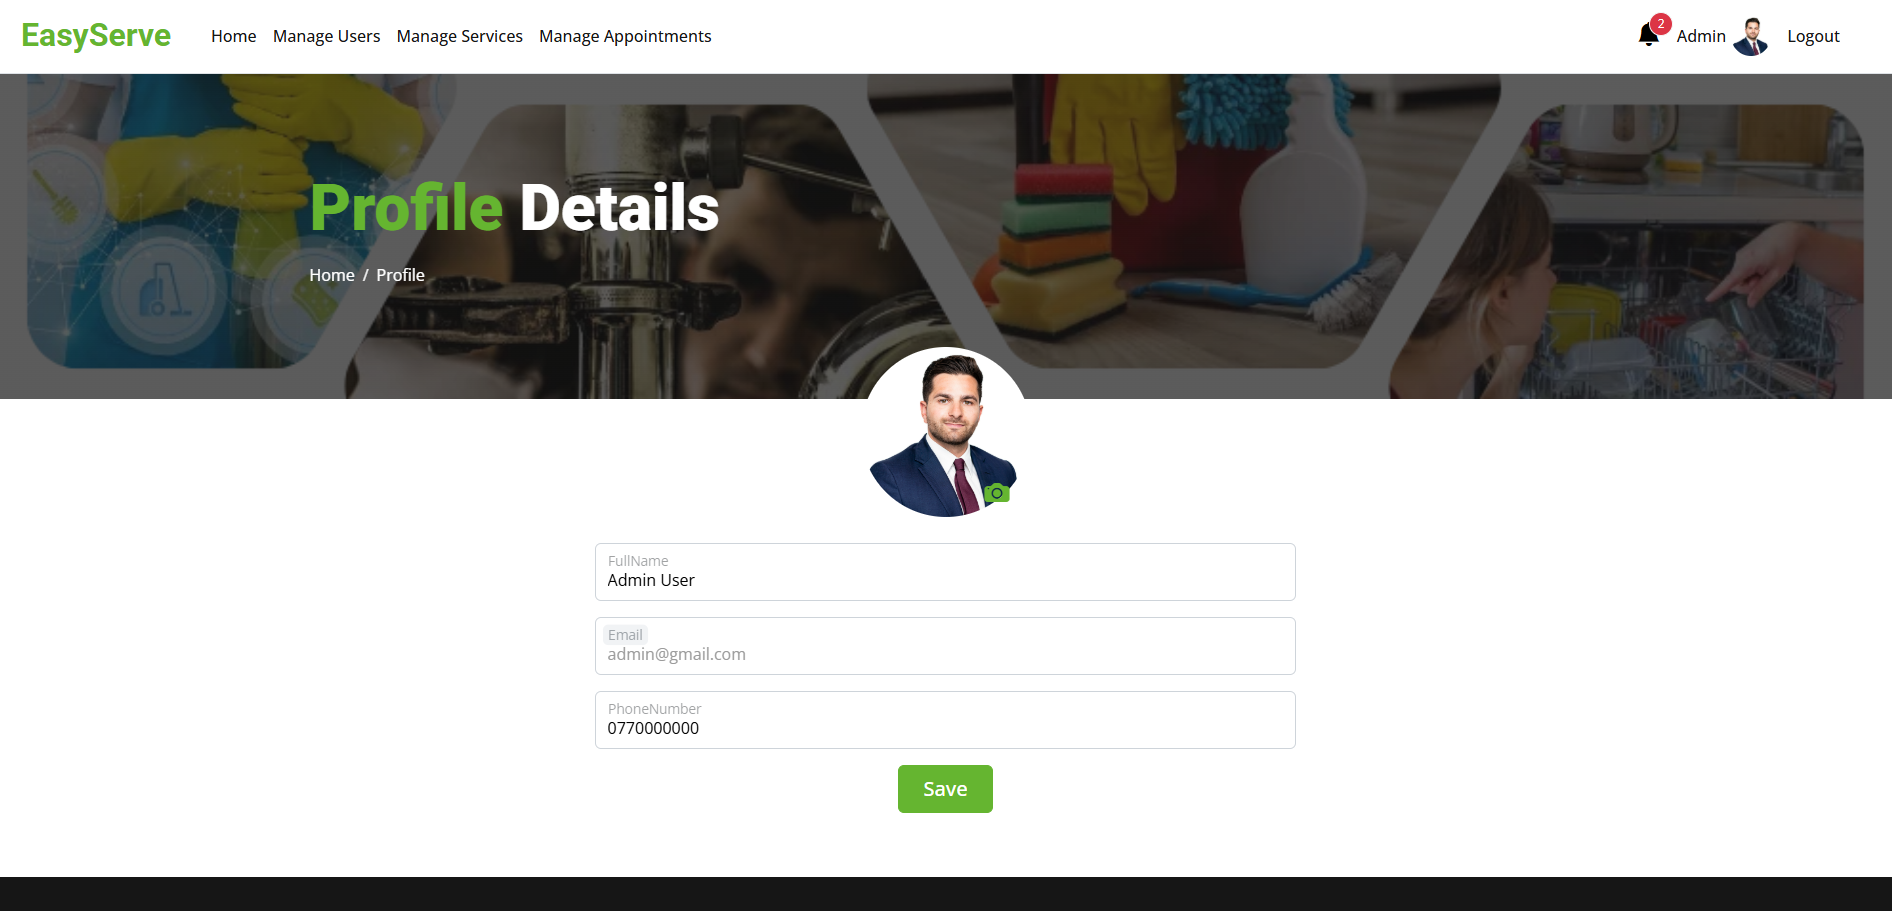 EasyServe Home Manage Users Manage Services Manage Appointments 2 Admin Logout
Profile Details
Home / Profile
FullName
Admin User
Email
admin@gmail.com
PhoneNumber
0770000000
Save